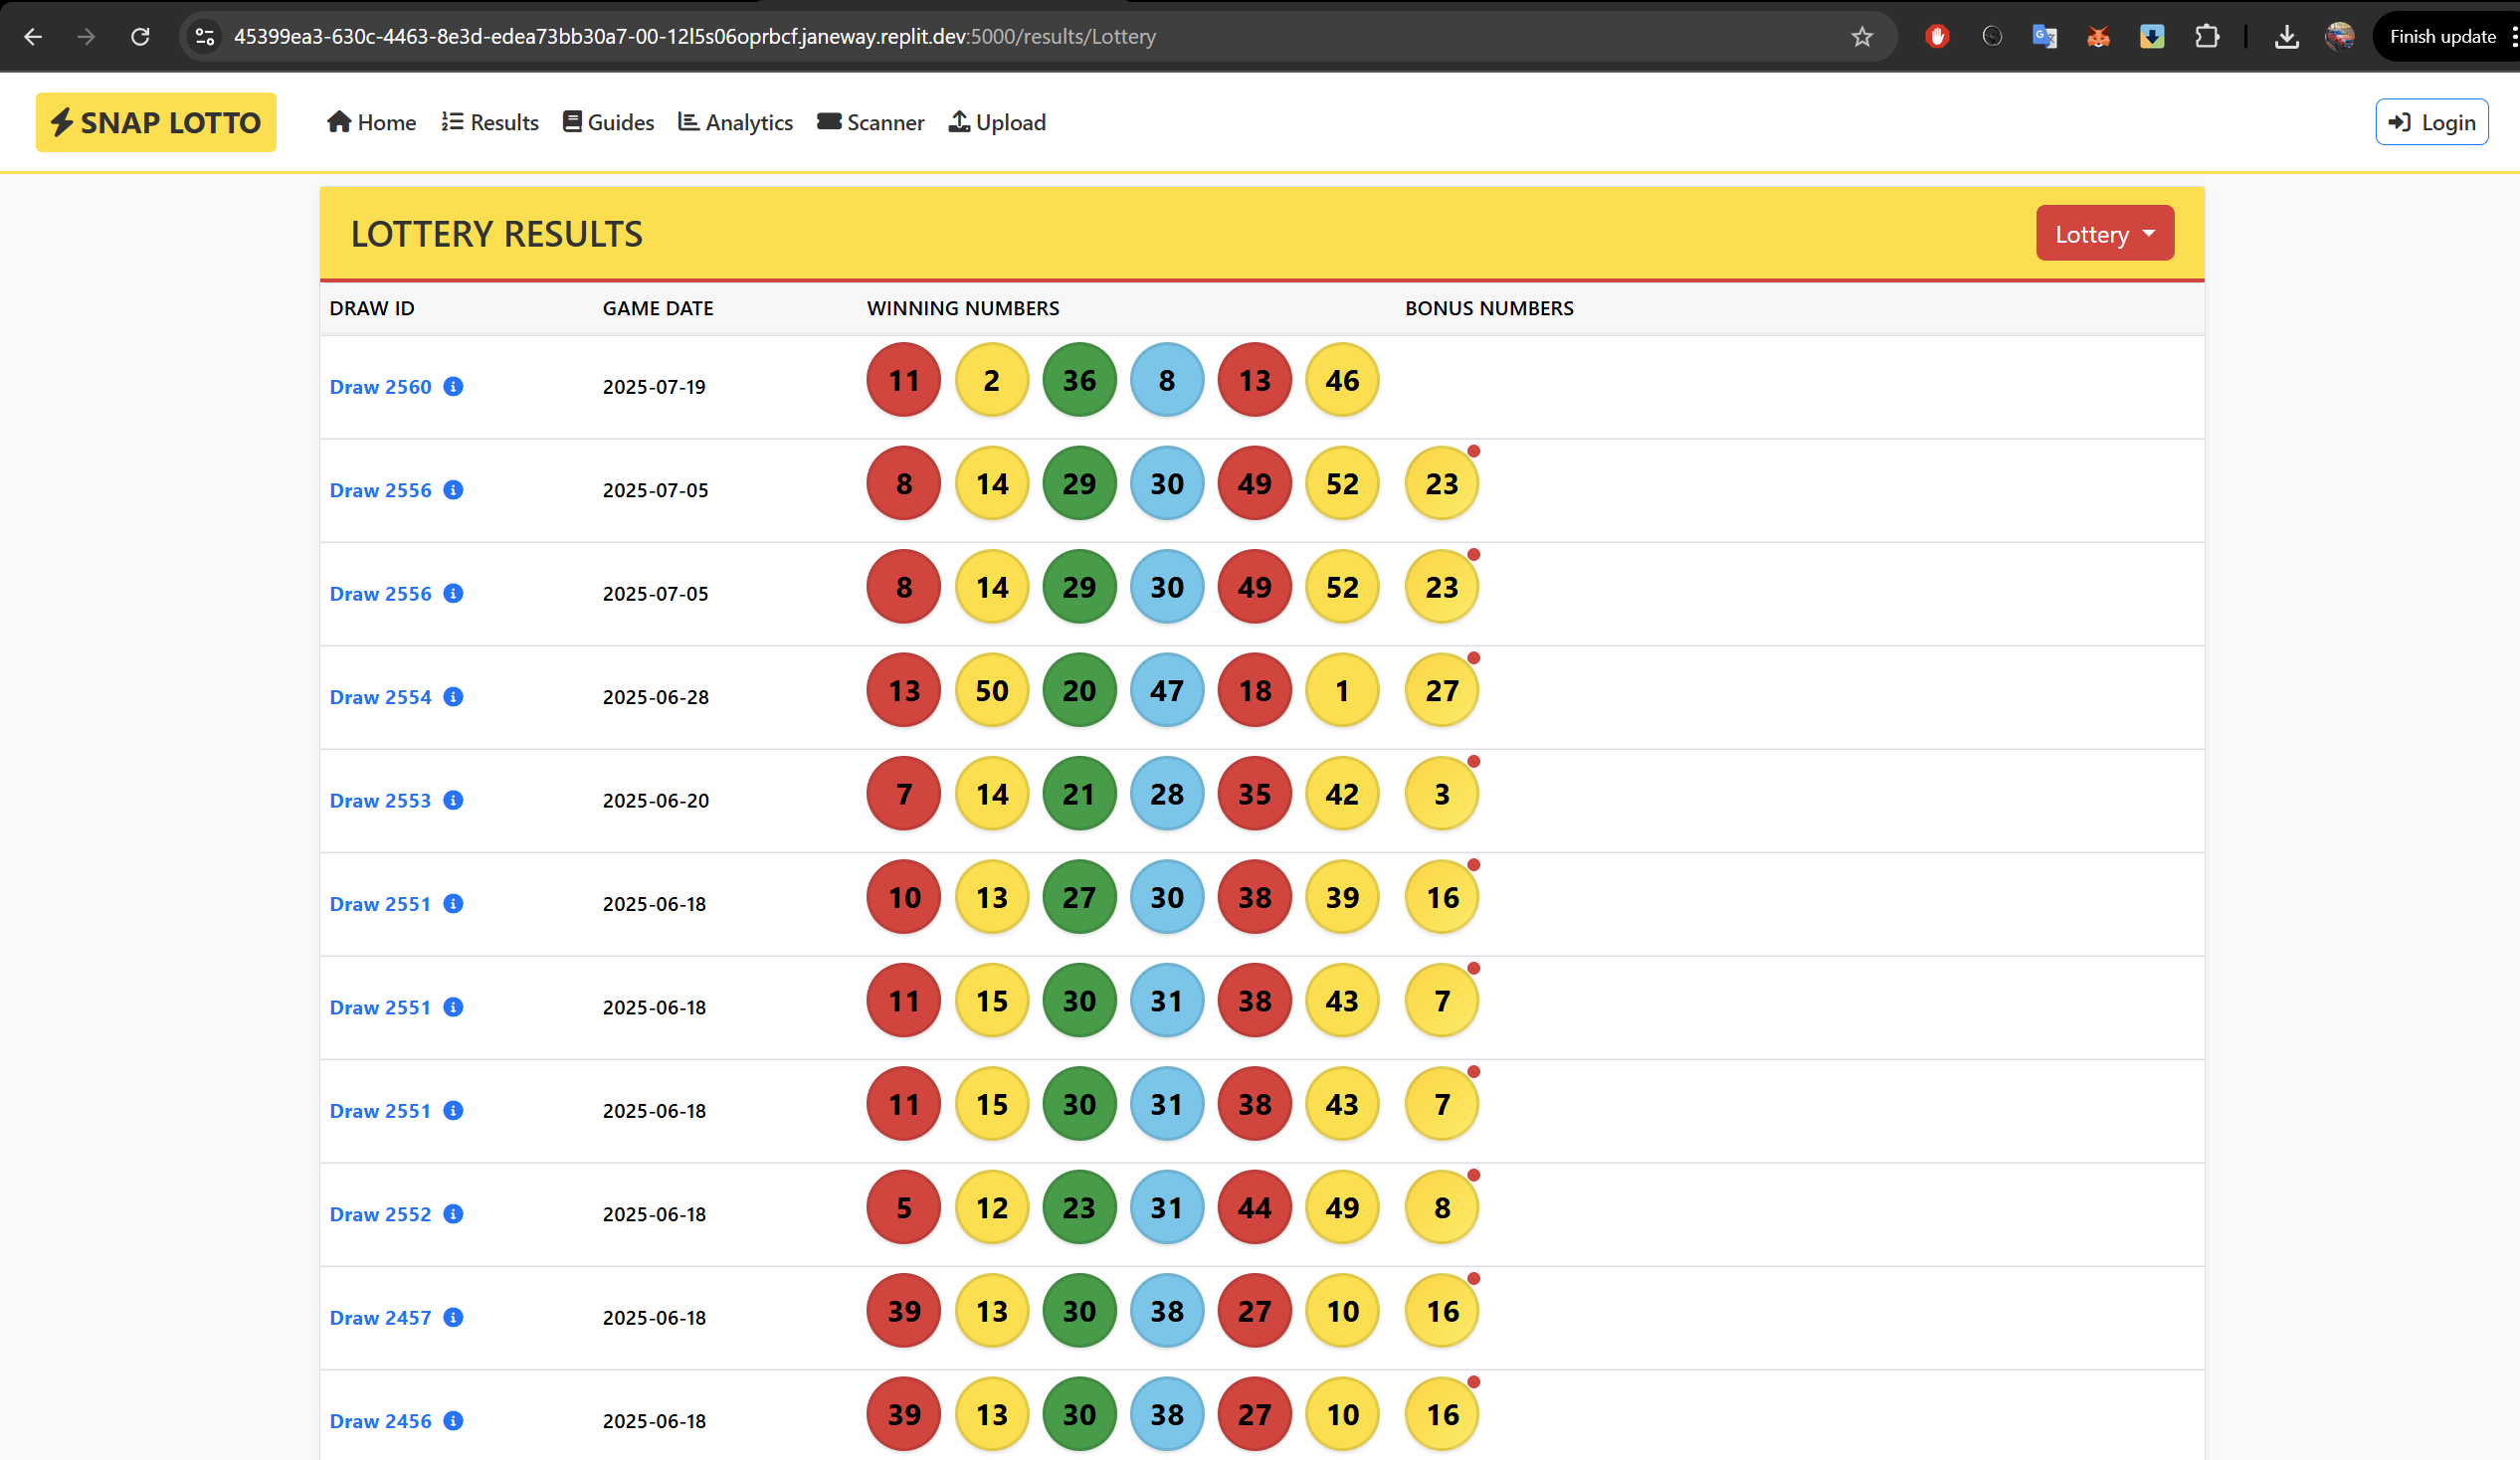 45399ea3-630c-4463-8e3d-edea73bb30a7-00-12l5s06oprbcf.janeway.replit.dev:5000/results/Lottery
Finish update
SNAP LOTTO Home Results Guides Analytics Scanner Upload Login
LOTTERY RESULTS Lottery
DRAW ID GAME DATE WINNING NUMBERS BONUS NUMBERS
Draw 2560 2025-07-19 11 2 36 8 13 46
Draw 2556 2025-07-05 8 14 29 30 49 52 23
Draw 2556 2025-07-05 8 14 29 30 49 52 23
Draw 2554 2025-06-28 13 50 20 47 18 1 27
Draw 2553 2025-06-20 7 14 21 28 35 42 3
Draw 2551 2025-06-18 10 13 27 30 38 39 16
Draw 2551 2025-06-18 11 15 30 31 38 43 7
Draw 2551 2025-06-18 11 15 30 31 38 43 7
Draw 2552 2025-06-18 5 12 23 31 44 49 8
Draw 2457 2025-06-18 39 13 30 38 27 10 16
Draw 2456 2025-06-18 39 13 30 38 27 10 16